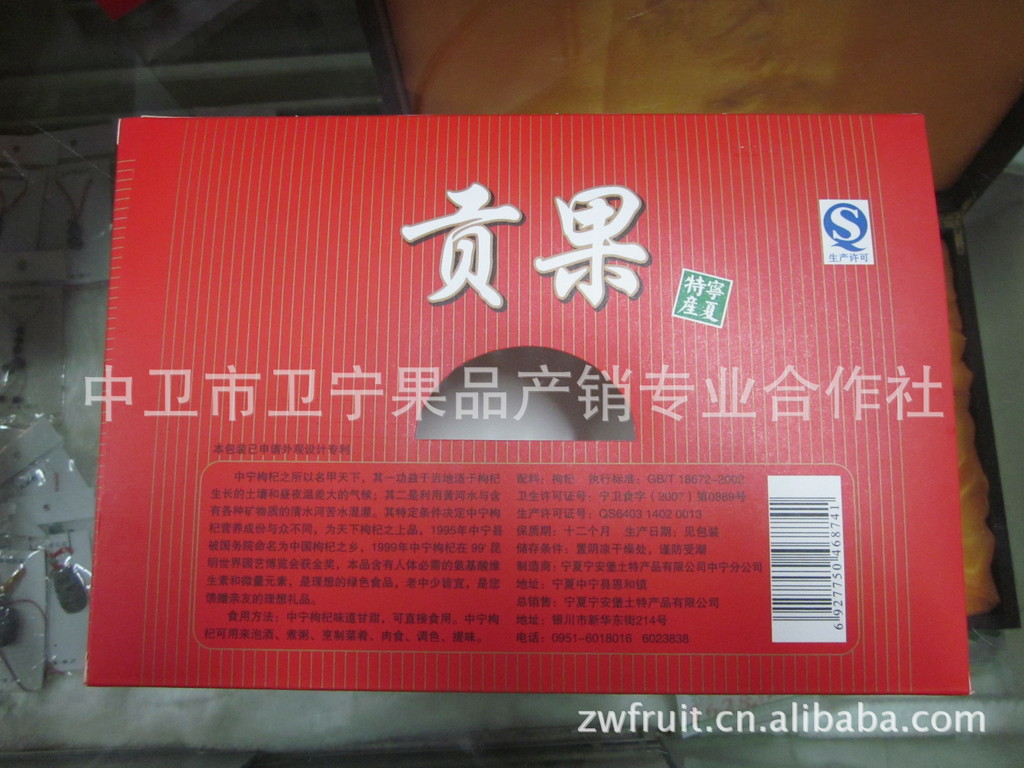 贡果
S
生产许可
特寧
産夏
中卫市卫宁果品产销专业合作社
本包装已申请外观设计专利
中宁枸杞之所以名甲天下，其一功益于当地适于枸杞
生长的土壤和昼夜温差大的气候；其二是利用黄河水与含
有各种矿物质的清水河苦水混灌。其特定条件决定中宁枸
杞营养成份与众不同，为天下枸杞之上品，1995年中宁县
被国务院命名为中国枸杞之乡，1999年中宁枸杞在 99' 昆
明世界园艺博览会获金奖，本品含有人体必需的氨基酸维
生素和微量元素，是理想的绿色食品，老中少皆宜，是您
馈赠亲友的理想礼品。
食用方法：中宁枸杞味道甘甜，可直接食用。中宁枸
杞可用来泡酒、煮粥、烹制菜肴、肉食、调色、提味。
配料：枸杞 执行标准：GB/T 18672-2002
卫生许可证号：宁卫食字（2007）第0989号
生产许可证号：QS6403 1402 0013
保质期：十二个月 生产日期：见包装
储存条件：置阴凉干燥处，谨防受潮
制造商：宁夏宁安堡土特产品有限公司中宁分公司
地址：宁夏中宁县恩和镇
总销售：宁夏宁安堡土特产品有限公司
地址：银川市新华东街214号
电话：0951-6018016 6023838
6 927750 468741
zwfruit.cn.alibaba.com